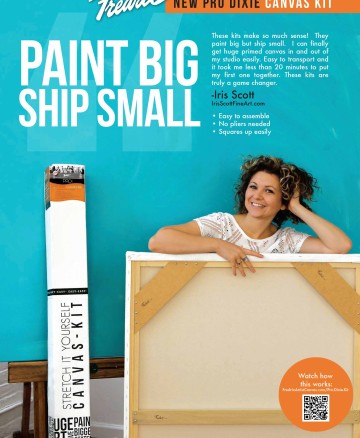 Fredrix
NEW PRO DIXIE CANVAS KIT
PAINT BIG
SHIP SMALL
These kits make so much sense! They
paint big but ship small. I can finally
get huge primed canvas in and out of
my studio easily. Easy to transport and
it took me less than 20 minutes to put
my first one together. These kits are
truly a game changer.
-Iris Scott
IrisScottFineArt.com
• Easy to assemble
• No pliers needed
• Squares up easily
STRETCH IT YOURSELF
CANVAS-KIT
Watch how
this works: